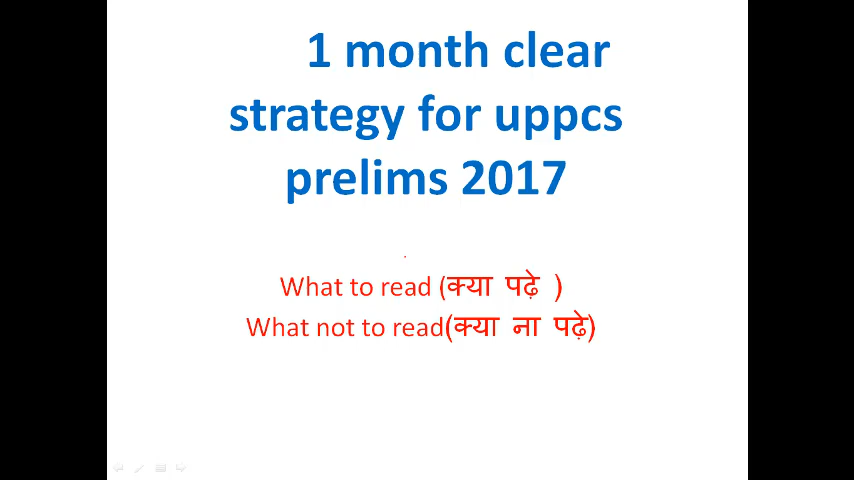 1 month clear
strategy for uppcs
prelims 2017
What to read (क्या पढ़े )
What not to read(क्या ना पढ़े)